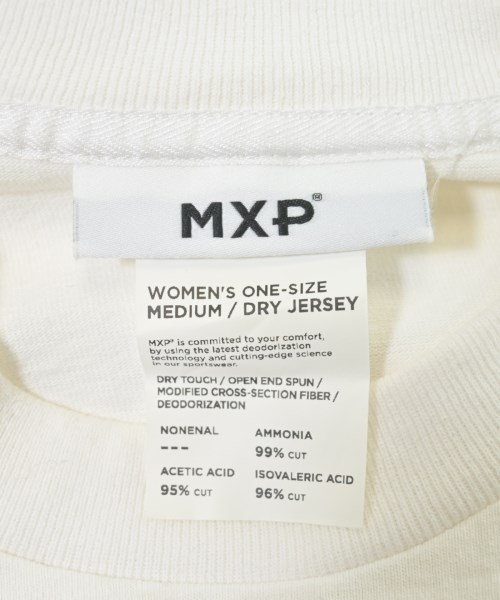 MXP®
WOMEN'S ONE-SIZE
MEDIUM / DRY JERSEY
MXP® is committed to your comfort,
by using the latest deodorization
technology and cutting-edge science
in our sportswear.
DRY TOUCH / OPEN END SPUN /
MODIFIED CROSS-SECTION FIBER /
DEODORIZATION
NONENAL AMMONIA
--- 99% CUT
ACETIC ACID ISOVALERIC ACID
95% CUT 96% CUT